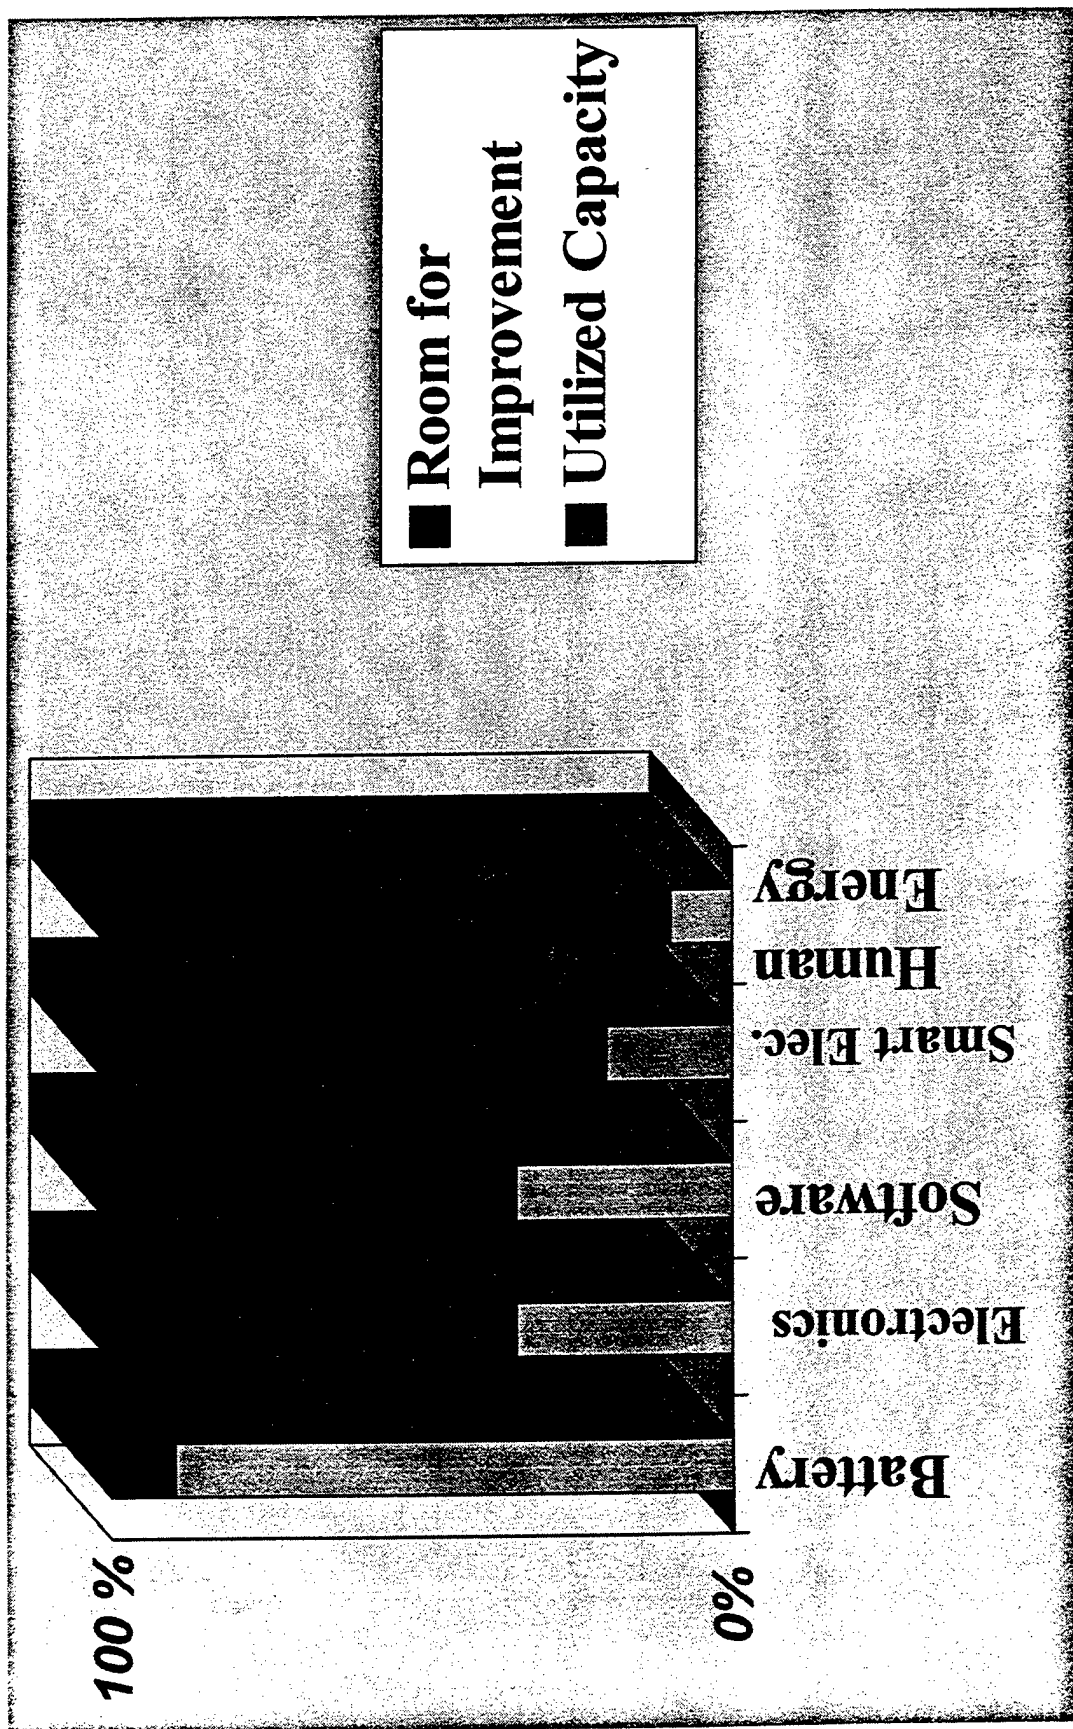 100 %
0%
Battery
Electronics
Software
Smart Elec.
Human
Energy
Room for
Improvement
Utilized Capacity